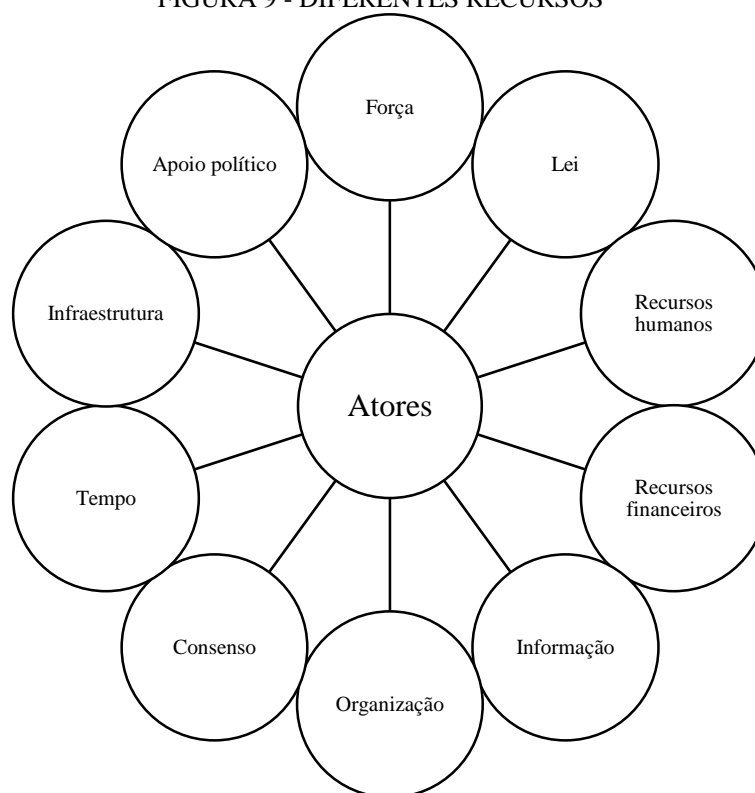 FIGURA 9 - DIFERENTES RECURSOS
Força
Lei
Recursos
humanos
Recursos
financeiros
Informação
Organização
Consenso
Tempo
Infraestrutura
Apoio político
Atores